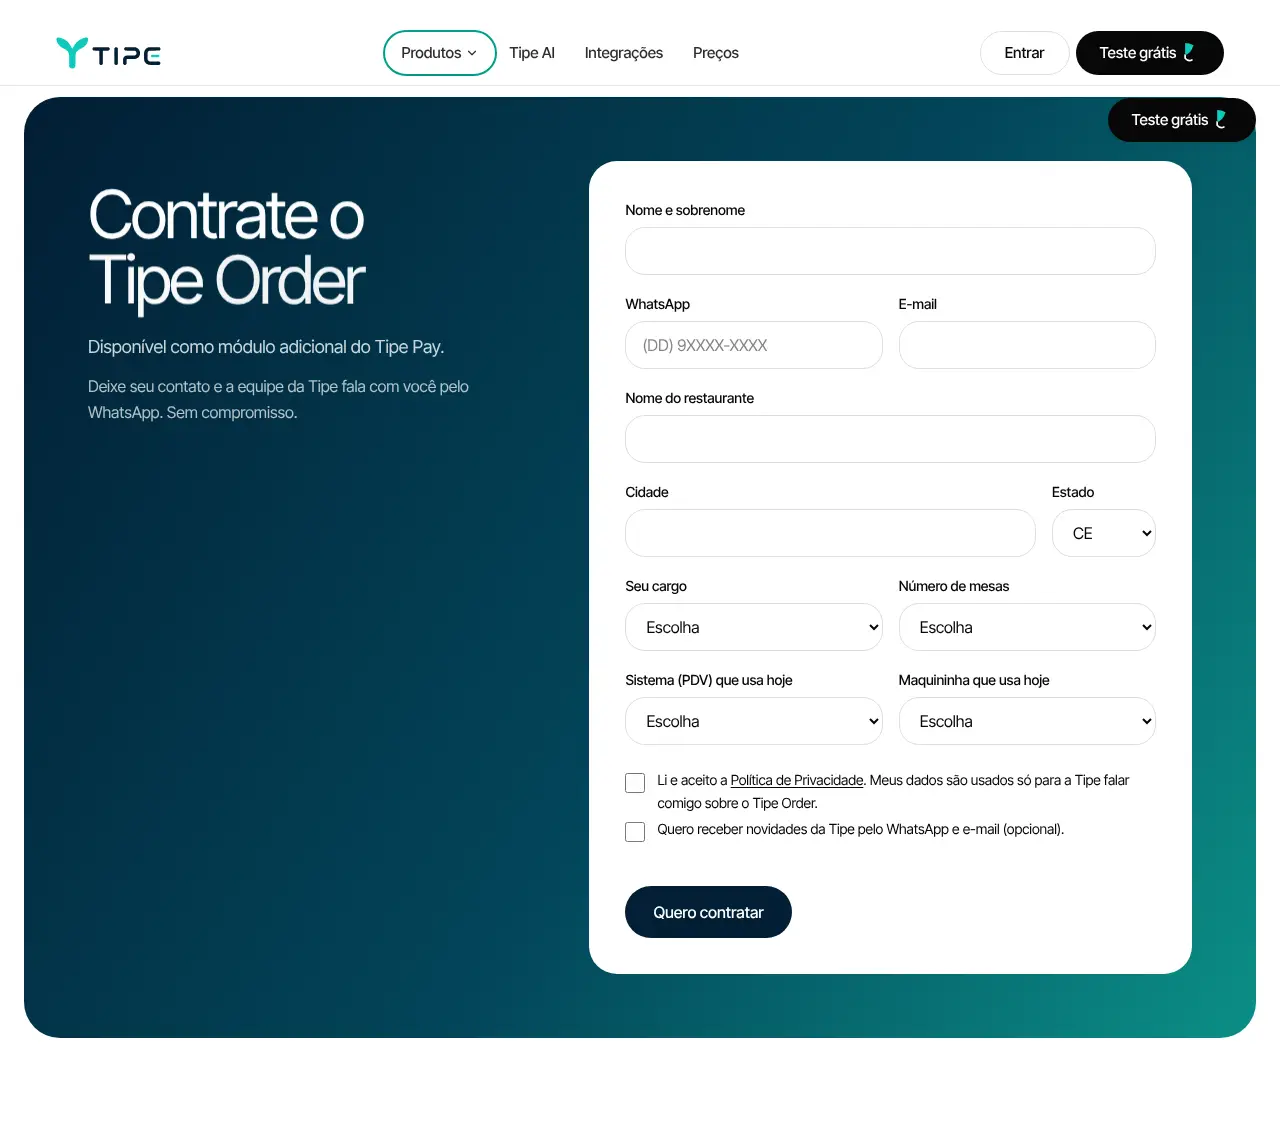 TIPE
Produtos
Tipe AI
Integrações
Preços
Entrar
Teste grátis
Teste grátis
Contrate o
Tipe Order
Disponível como módulo adicional do Tipe Pay.
Deixe seu contato e a equipe da Tipe fala com você pelo
WhatsApp. Sem compromisso.
Nome e sobrenome
WhatsApp
E-mail
(DD) 9XXXX-XXXX
Nome do restaurante
Cidade
Estado
CE
Seu cargo
Número de mesas
Escolha
Escolha
Sistema (PDV) que usa hoje
Maquininha que usa hoje
Escolha
Escolha
Li e aceito a Política de Privacidade. Meus dados são usados só para a Tipe falar
comigo sobre o Tipe Order.
Quero receber novidades da Tipe pelo WhatsApp e e-mail (opcional).
Quero contratar